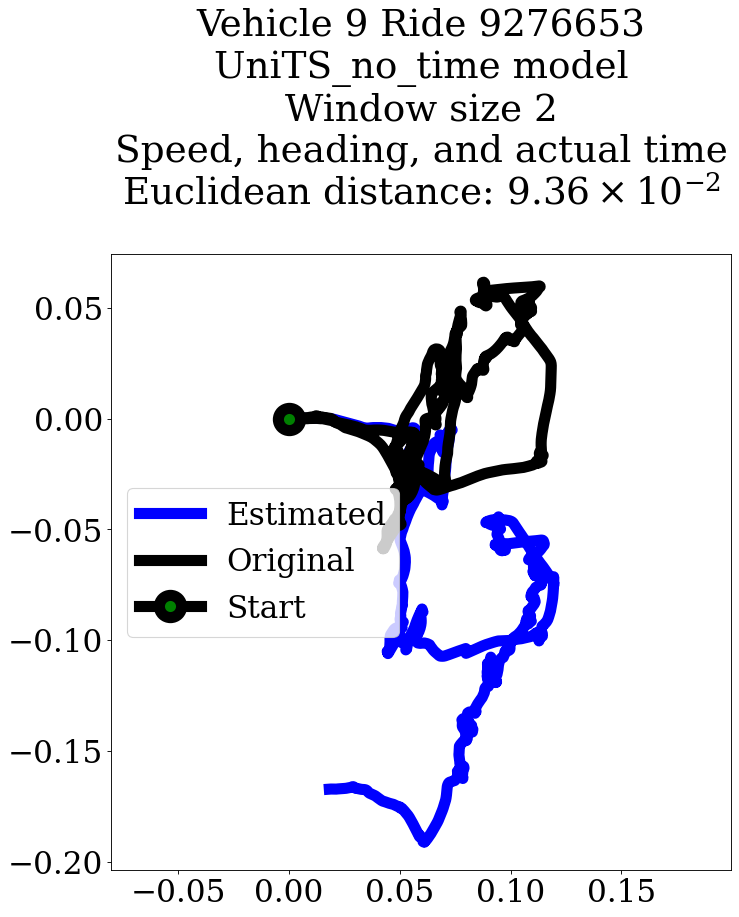 Vehicle 9 Ride 9276653
UniTS_no_time model
Window size 2
Speed, heading, and actual time
Euclidean distance: 9.36 × 10⁻²
0.05
0.00
−0.05
−0.10
−0.15
−0.20
Estimated
Original
Start
−0.05 0.00 0.05 0.10 0.15